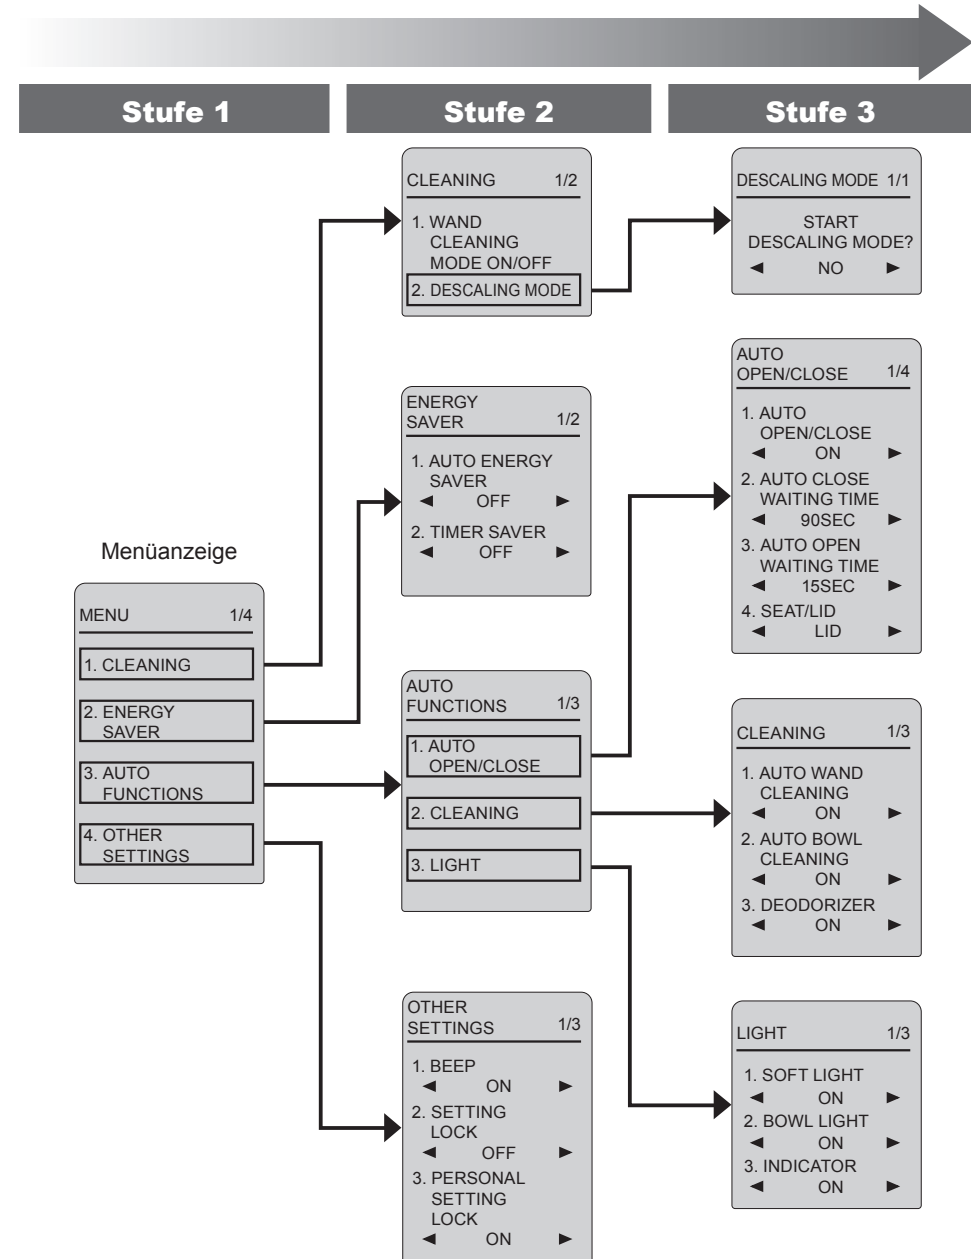 Stufe 1
Stufe 2
Stufe 3
Menüanzeige
MENU 1/4
1. CLEANING
2. ENERGY
SAVER
3. AUTO
FUNCTIONS
4. OTHER
SETTINGS
CLEANING 1/2
1. WAND
CLEANING
MODE ON/OFF
2. DESCALING MODE
ENERGY
SAVER 1/2
1. AUTO ENERGY
SAVER
◄ OFF ►
2. TIMER SAVER
◄ OFF ►
AUTO
FUNCTIONS 1/3
1. AUTO
OPEN/CLOSE
2. CLEANING
3. LIGHT
OTHER
SETTINGS 1/3
1. BEEP
◄ ON ►
2. SETTING
LOCK
◄ OFF ►
3. PERSONAL
SETTING
LOCK
◄ ON ►
DESCALING MODE 1/1
START
DESCALING MODE?
◄ NO ►
AUTO
OPEN/CLOSE 1/4
1. AUTO
OPEN/CLOSE
◄ ON ►
2. AUTO CLOSE
WAITING TIME
◄ 90SEC ►
3. AUTO OPEN
WAITING TIME
◄ 15SEC ►
4. SEAT/LID
◄ LID ►
CLEANING 1/3
1. AUTO WAND
CLEANING
◄ ON ►
2. AUTO BOWL
CLEANING
◄ ON ►
3. DEODORIZER
◄ ON ►
LIGHT 1/3
1. SOFT LIGHT
◄ ON ►
2. BOWL LIGHT
◄ ON ►
3. INDICATOR
◄ ON ►